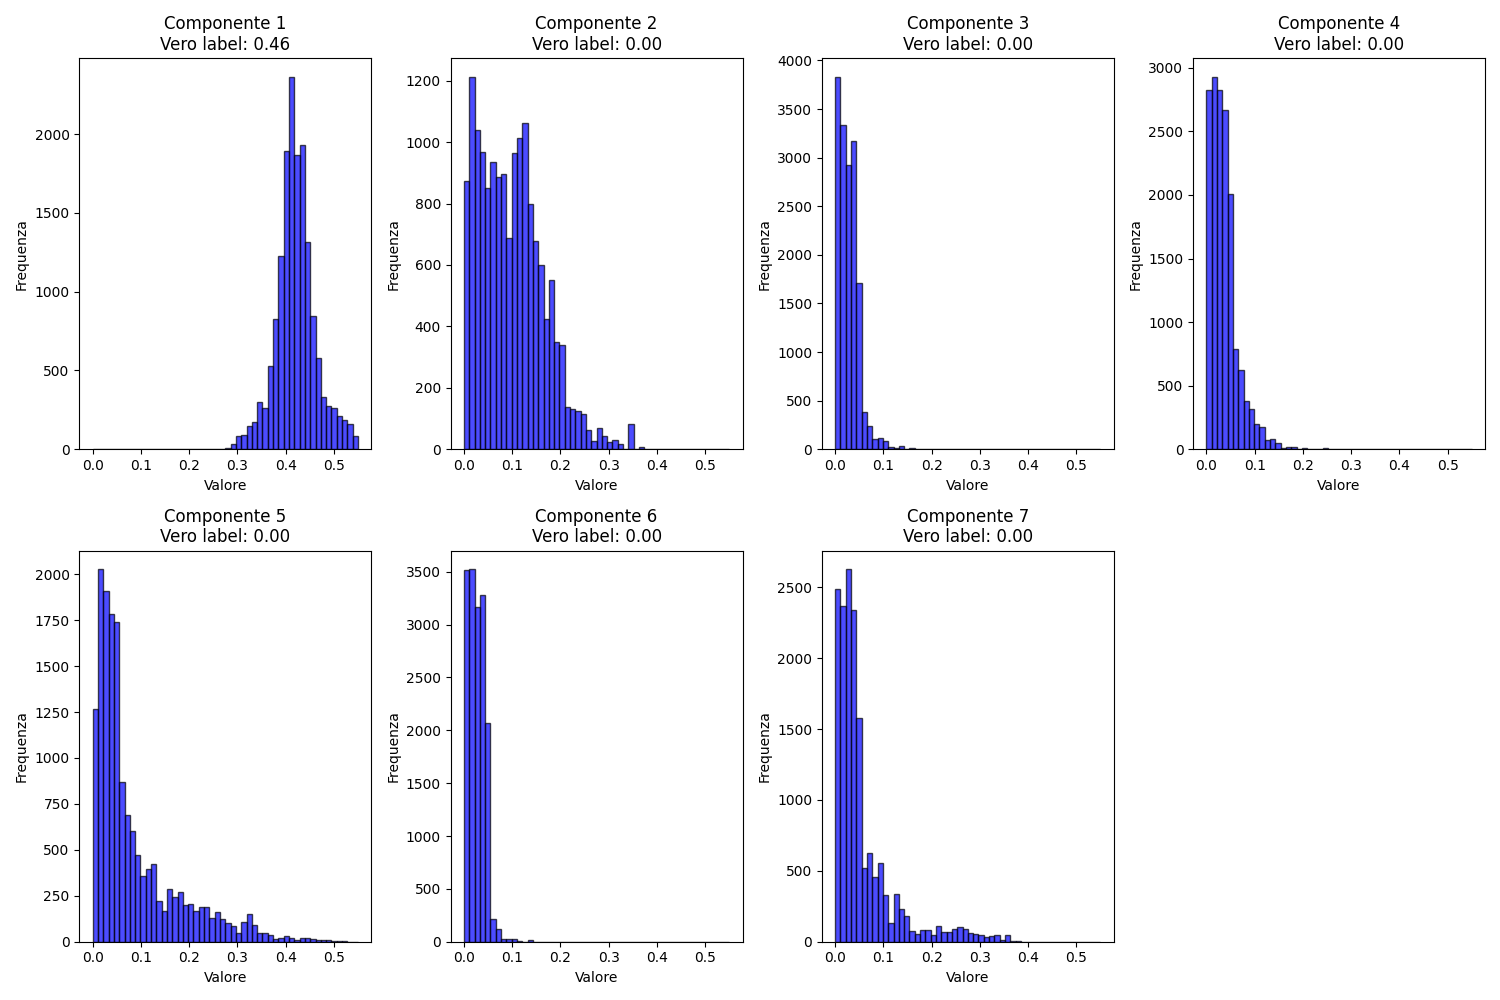 Componente 1
Vero label: 0.46
Frequenza
2000
1500
1000
500
0
0.0 0.1 0.2 0.3 0.4 0.5
Valore
Componente 2
Vero label: 0.00
Frequenza
1200
1000
800
600
400
200
0
0.0 0.1 0.2 0.3 0.4 0.5
Valore
Componente 3
Vero label: 0.00
Frequenza
4000
3500
3000
2500
2000
1500
1000
500
0
0.0 0.1 0.2 0.3 0.4 0.5
Valore
Componente 4
Vero label: 0.00
Frequenza
3000
2500
2000
1500
1000
500
0
0.0 0.1 0.2 0.3 0.4 0.5
Valore
Componente 5
Vero label: 0.00
Frequenza
2000
1750
1500
1250
1000
750
500
250
0
0.0 0.1 0.2 0.3 0.4 0.5
Valore
Componente 6
Vero label: 0.00
Frequenza
3500
3000
2500
2000
1500
1000
500
0
0.0 0.1 0.2 0.3 0.4 0.5
Valore
Componente 7
Vero label: 0.00
Frequenza
2500
2000
1500
1000
500
0
0.0 0.1 0.2 0.3 0.4 0.5
Valore